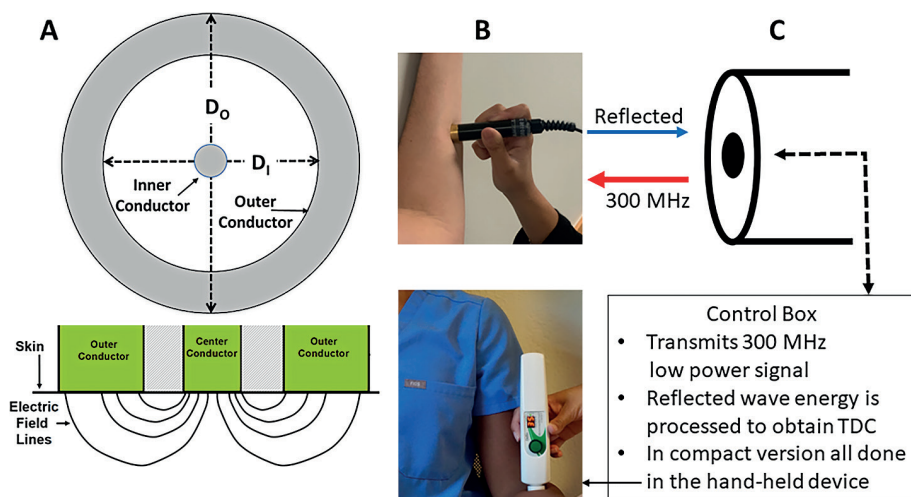 A
B
C
D_O
D_I
Inner
Conductor
Outer
Conductor
Reflected
300 MHz
Skin
Outer
Conductor
Center
Conductor
Outer
Conductor
Electric
Field
Lines
Control Box
• Transmits 300 MHz
low power signal
• Reflected wave energy is
processed to obtain TDC
• In compact version all done
in the hand-held device